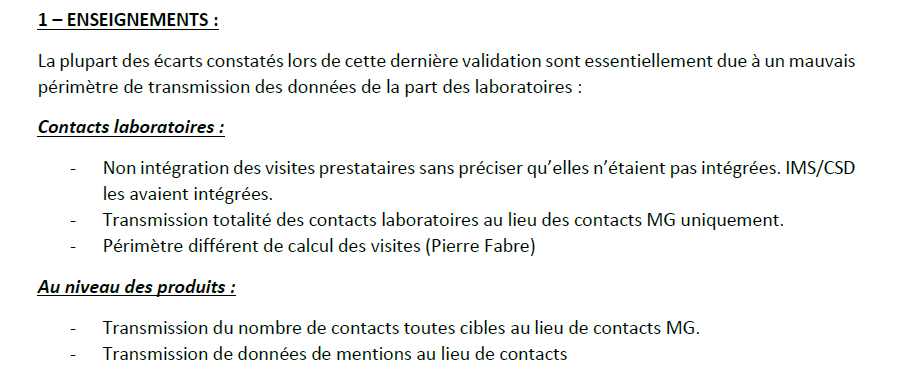 1 – ENSEIGNEMENTS :
La plupart des écarts constatés lors de cette dernière validation sont essentiellement due à un mauvais
périmètre de transmission des données de la part des laboratoires :
Contacts laboratoires :
- Non intégration des visites prestataires sans préciser qu’elles n’étaient pas intégrées. IMS/CSD
les avaient intégrées.
- Transmission totalité des contacts laboratoires au lieu des contacts MG uniquement.
- Périmètre différent de calcul des visites (Pierre Fabre)
Au niveau des produits :
- Transmission du nombre de contacts toutes cibles au lieu de contacts MG.
- Transmission de données de mentions au lieu de contacts